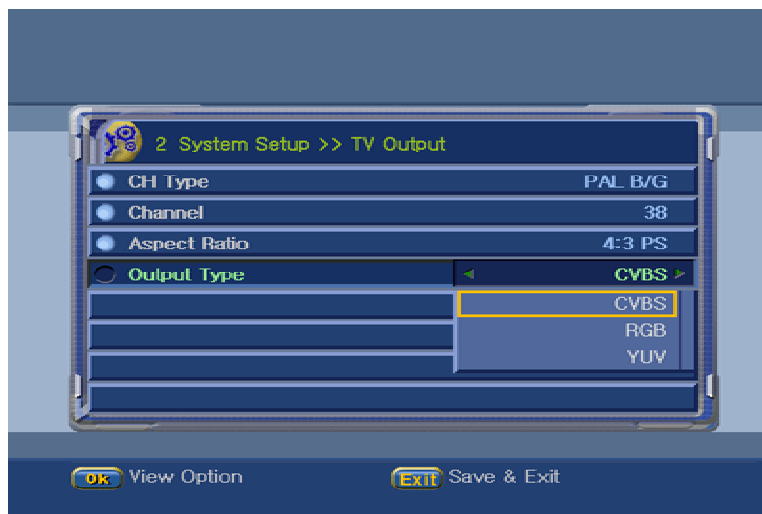 2 System Setup >> TV Output
CH Type PAL B/G
Channel 38
Aspect Ratio 4:3 PS
Output Type CVBS
CVBS
RGB
YUV
OK View Option Exit Save & Exit